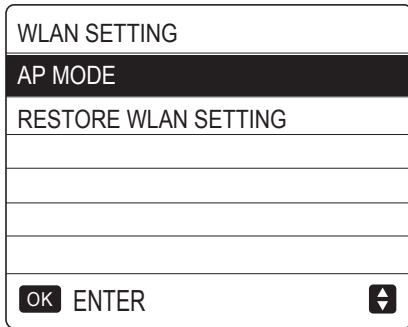 WLAN SETTING
AP MODE
RESTORE WLAN SETTING
OK ENTER